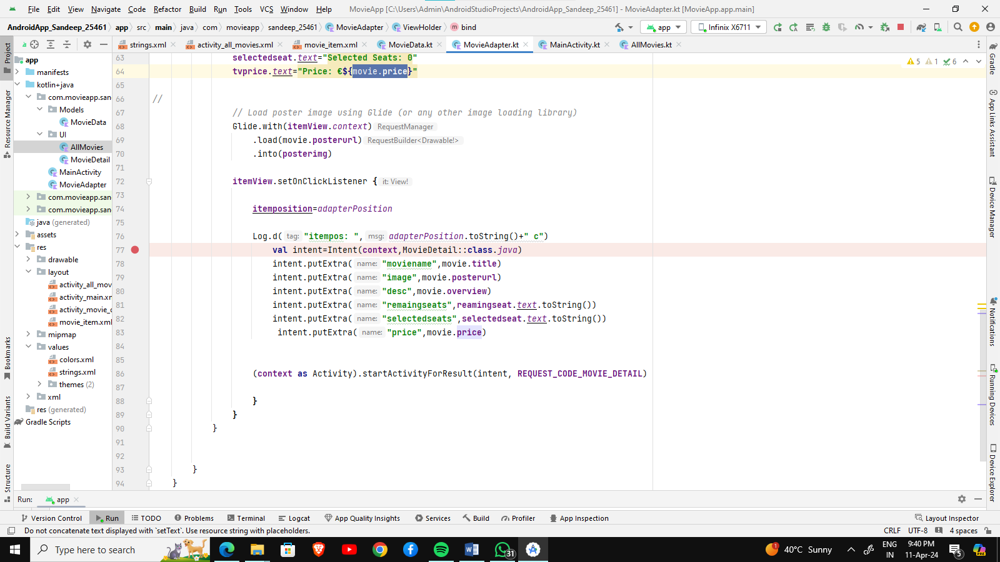 File Edit View Navigate Code Refactor Build Run Tools VCS Window Help MovieApp [C:\Users\Admin\AndroidStudioProjects\AndroidApp_Sandeep_25461] - MovieAdapter.kt [MovieApp.app.main]
AndroidApp_Sandeep_25461 app src main java com movieapp sandeep_25461 MovieAdapter ViewHolder bind app Infinix X6711
Project
strings.xml activity_all_movies.xml movie_item.xml MovieData.kt MovieAdapter.kt MainActivity.kt AllMovies.kt
app
manifests
kotlin+java
com.movieapp.san
Models
MovieData
UI
AllMovies
MovieDetail
MainActivity
MovieAdapter
com.movieapp.san
com.movieapp.san
java (generated)
assets
res
drawable
layout
activity_all_mov
activity_main.xm
activity_movie_c
movie_item.xml
mipmap
values
colors.xml
strings.xml
themes (2)
xml
res (generated)
Gradle Scripts
Resource Manager
Bookmarks
Build Variants
Structure
63 selectedseat.text="Selected Seats: 0"
64 tvprice.text="Price: €${movie.price}"
65
66 //
67 // Load poster image using Glide (or any other image loading library)
68 Glide.with(itemView.context) RequestManager
69 .load(movie.posterurl) RequestBuilder<Drawable!>
70 .into(posterimg)
71
72 itemView.setOnClickListener { it: View!
73
74 itemposition=adapterPosition
75
76 Log.d( tag: "itempos: ", msg: adapterPosition.toString()+" c")
77 val intent=Intent(context,MovieDetail::class.java)
78 intent.putExtra( name: "moviename",movie.title)
79 intent.putExtra( name: "image",movie.posterurl)
80 intent.putExtra( name: "desc",movie.overview)
81 intent.putExtra( name: "remaingseats",reamingseat.text.toString())
82 intent.putExtra( name: "selectedseats",selectedseat.text.toString())
83 intent.putExtra( name: "price",movie.price)
84
85
86 (context as Activity).startActivityForResult(intent, REQUEST_CODE_MOVIE_DETAIL)
87
88 }
89 }
90 }
91
92
93 }
94 }
5 1 6
Gradle
App Links Assistant
Device Manager
Notifications
Running Devices
Device Explorer
Run: app
Version Control Run TODO Problems Terminal Logcat App Quality Insights Services Build Profiler App Inspection Layout Inspector
Do not concatenate text displayed with `setText`. Use resource string with placeholders. CRLF UTF-8 4 spaces
Type here to search 31 1 40°C Sunny ENG IN 9:40 PM 11-Apr-24 5 PRE